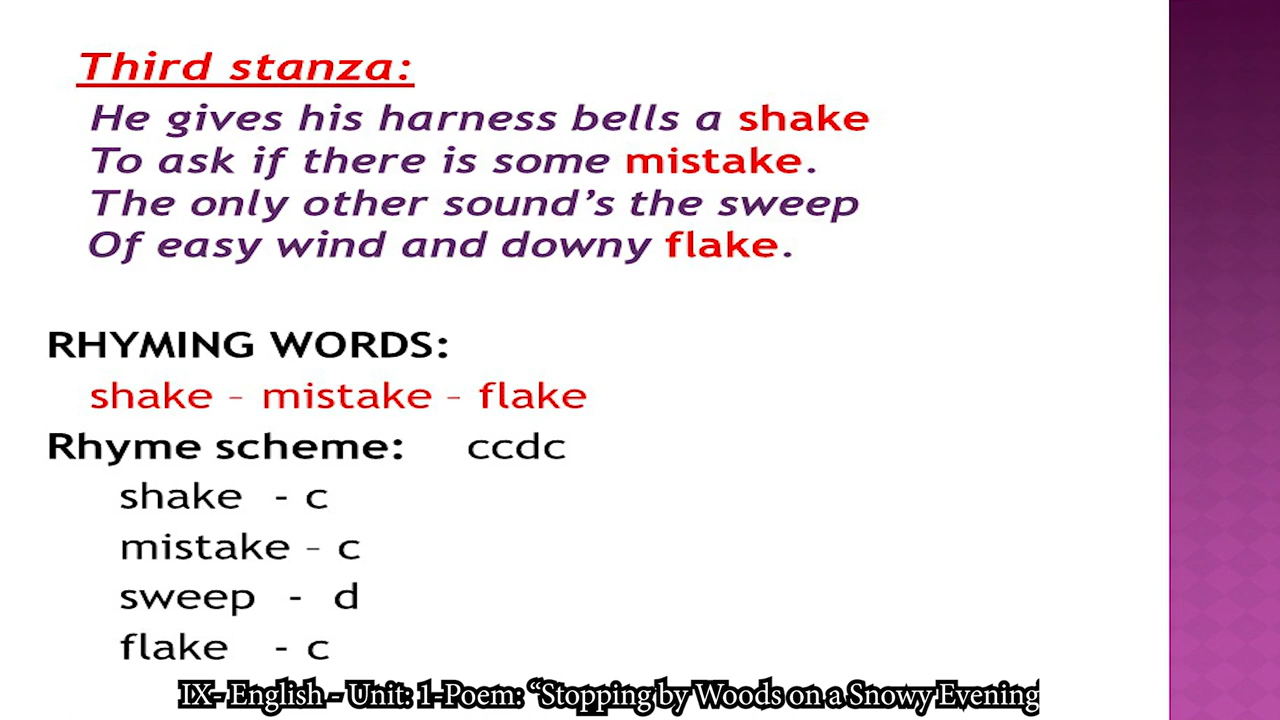 Third stanza:
He gives his harness bells a shake
To ask if there is some mistake.
The only other sound’s the sweep
Of easy wind and downy flake.
RHYMING WORDS:
shake – mistake – flake
Rhyme scheme: ccdc
shake - c
mistake – c
sweep - d
flake - c
IX- English - Unit: 1-Poem: “Stopping by Woods on a Snowy Evening